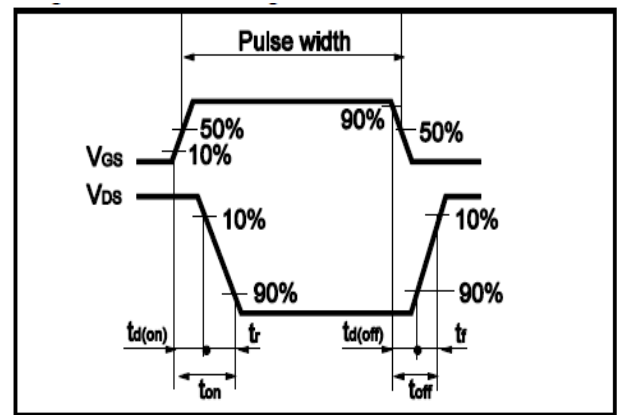 Pulse width
90%
50%
50%
VGS
10%
VDS
10%
10%
90%
90%
td(on)
tr
td(off)
tf
ton
toff